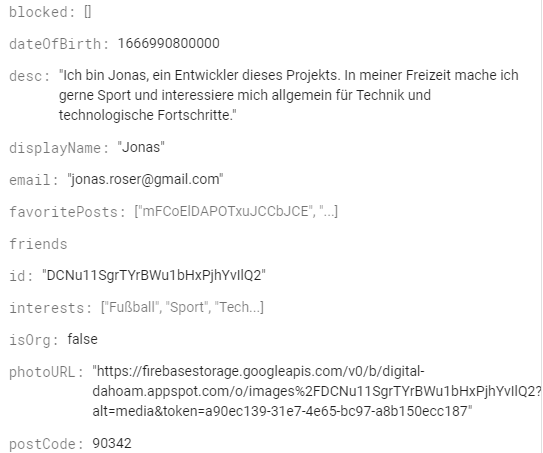 blocked: []
dateOfBirth: 1666990800000
desc: "Ich bin Jonas, ein Entwickler dieses Projekts. In meiner Freizeit mache ich
gerne Sport und interessiere mich allgemein für Technik und
technologische Fortschritte."
displayName: "Jonas"
email: "jonas.roser@gmail.com"
favoritePosts: ["mFCoElDAPOTxuJCCbJCE", "...]
friends
id: "DCNu11SgrTYrBWu1bHxPjhYvIlQ2"
interests: ["Fußball", "Sport", "Tech...]
isOrg: false
photoURL: "https://firebasestorage.googleapis.com/v0/b/digital-
dahoam.appspot.com/o/images%2FDCNu11SgrTYrBWu1bHxPjhYvIlQ2?
alt=media&token=a90ec139-31e7-4e65-bc97-a8b150ecc187"
postCode: 90342